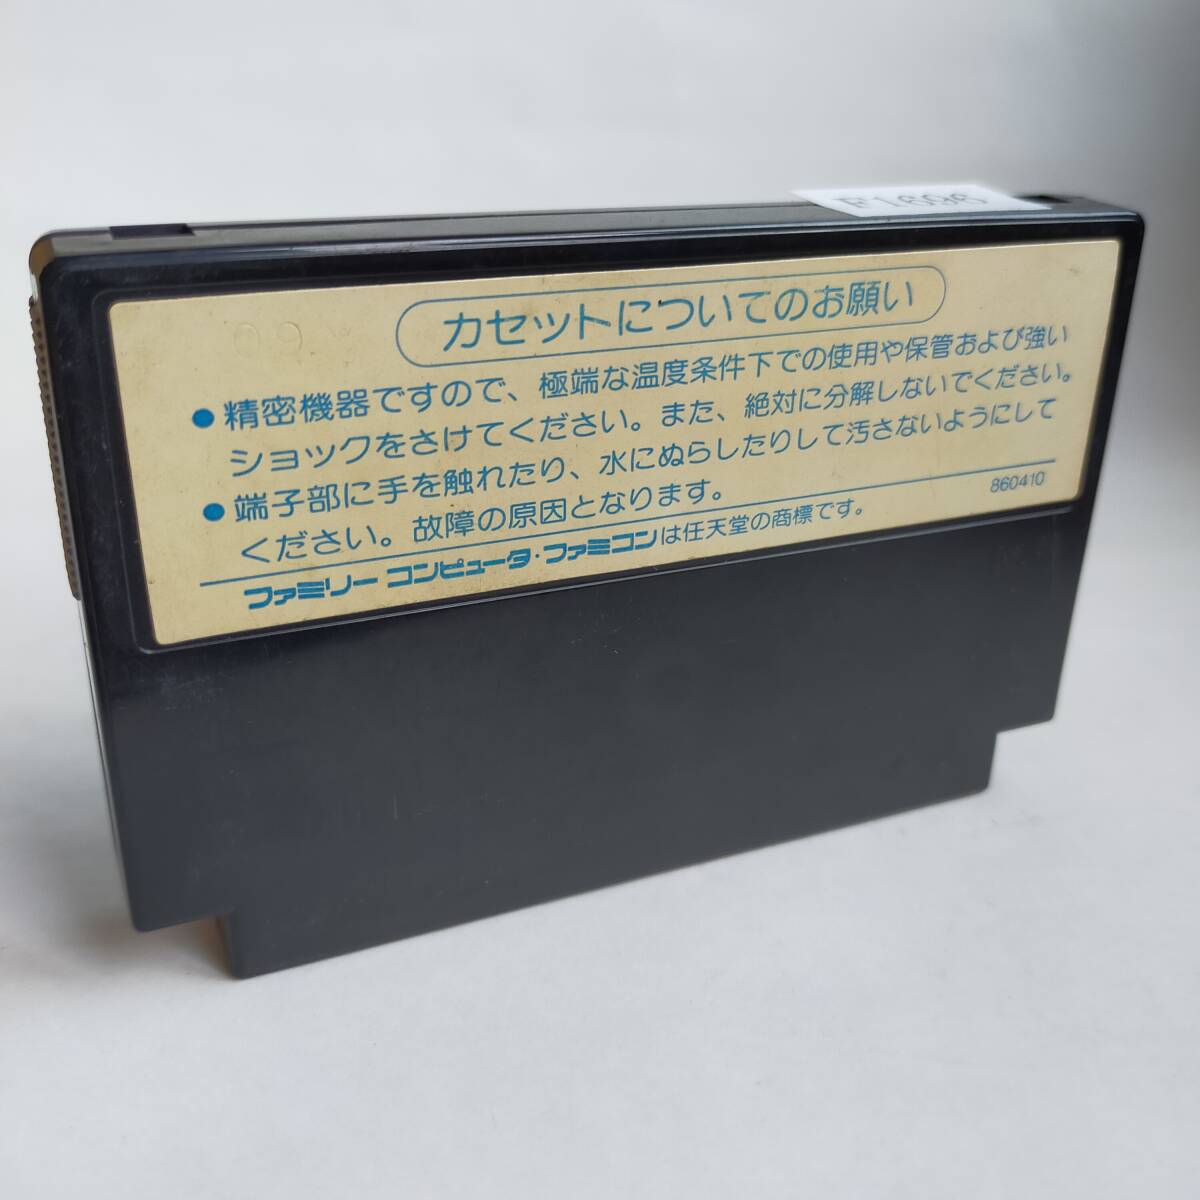 F1696
カセットについてのお願い
09
●精密機器ですので、極端な温度条件下での使用や保管および強い
ショックをさけてください。また、絶対に分解しないでください。
●端子部に手を触れたり、水にぬらしたりして汚さないようにして
ください。故障の原因となります。
860410
ファミリーコンピュータ・ファミコンは任天堂の商標です。